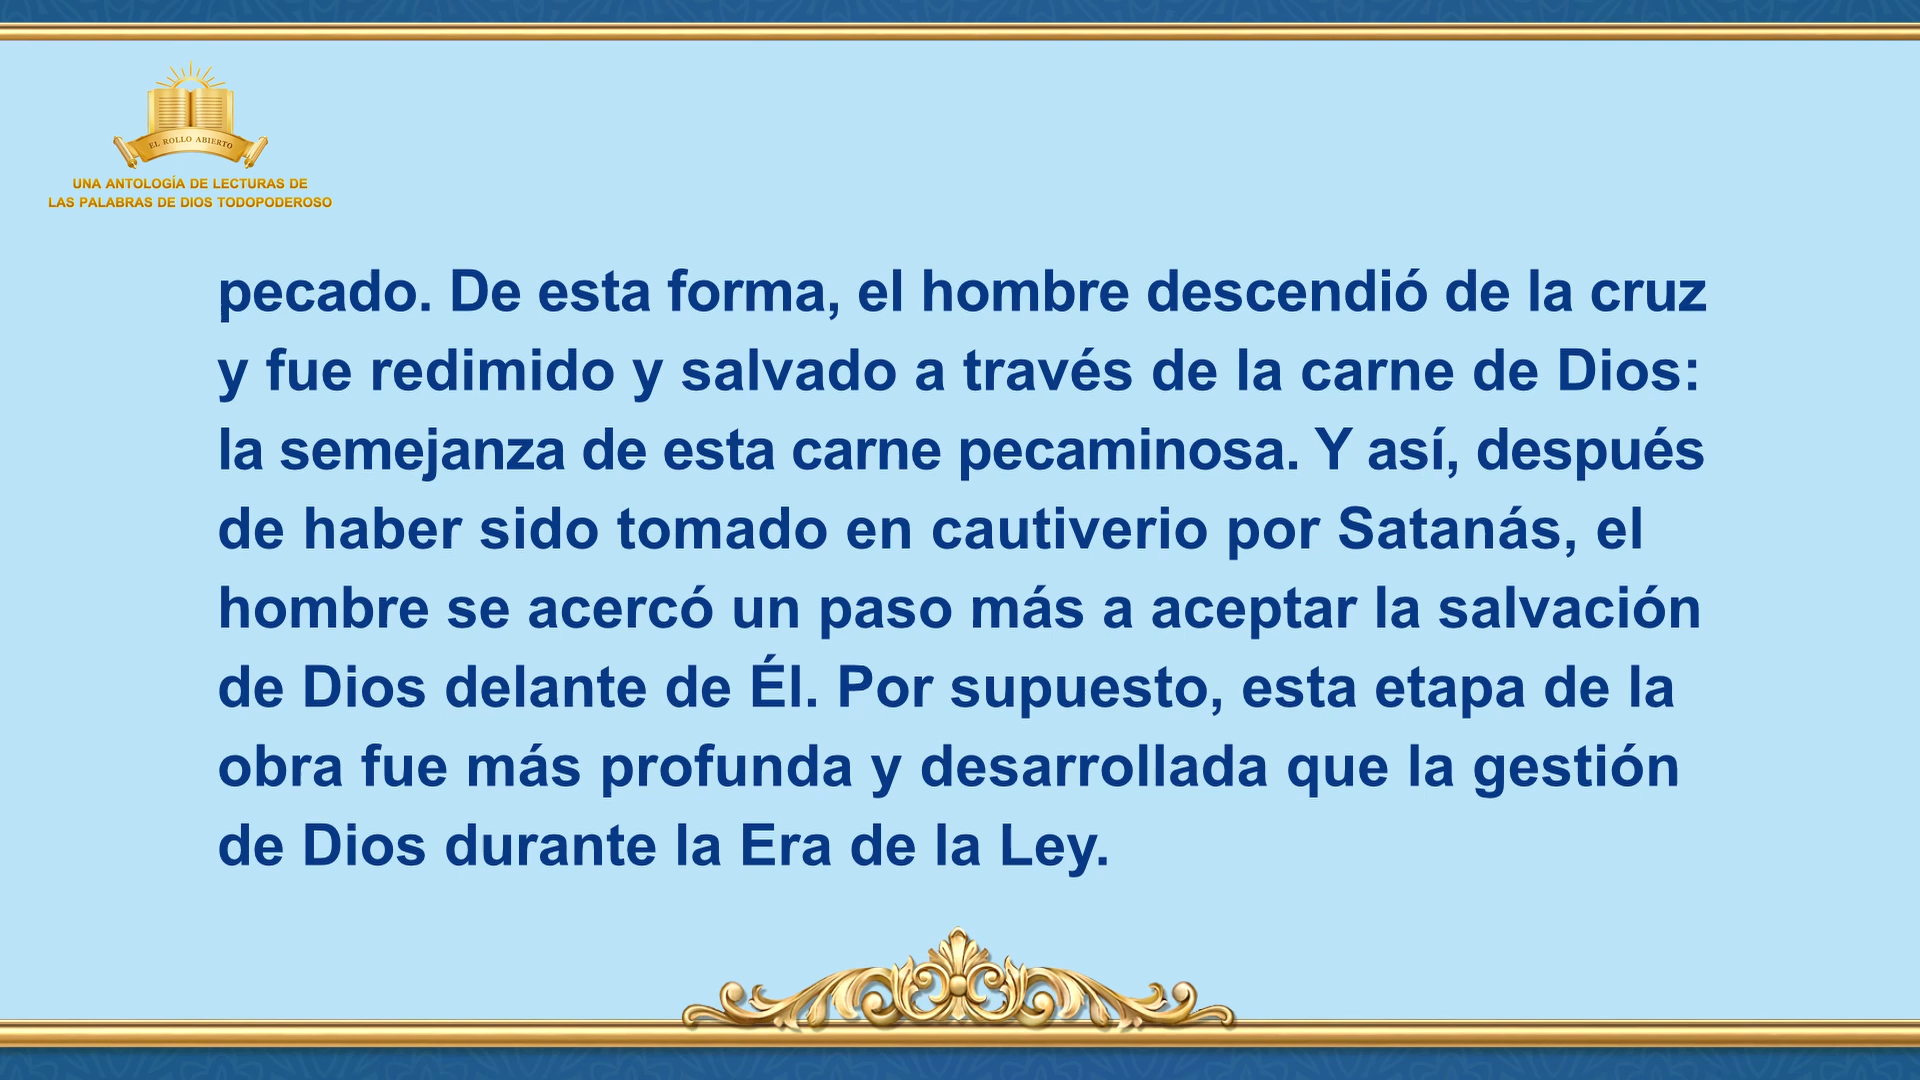 EL ROLLO ABIERTO
UNA ANTOLOGÍA DE LECTURAS DE
LAS PALABRAS DE DIOS TODOPODEROSO
pecado. De esta forma, el hombre descendió de la cruz
y fue redimido y salvado a través de la carne de Dios:
la semejanza de esta carne pecaminosa. Y así, después
de haber sido tomado en cautiverio por Satanás, el
hombre se acercó un paso más a aceptar la salvación
de Dios delante de Él. Por supuesto, esta etapa de la
obra fue más profunda y desarrollada que la gestión
de Dios durante la Era de la Ley.